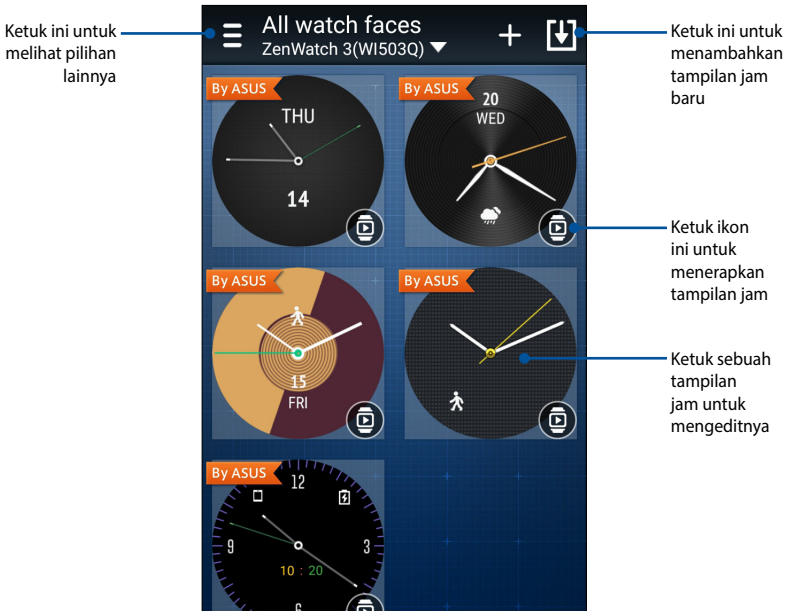 Ketuk ini untuk
melihat pilihan
lainnya
All watch faces
ZenWatch 3(WI503Q)
Ketuk ini untuk
menambahkan
tampilan jam
baru
By ASUS
THU
14
By ASUS
20
WED
Ketuk ikon
ini untuk
menerapkan
tampilan jam
By ASUS
15
FRI
By ASUS
Ketuk sebuah
tampilan
jam untuk
mengeditnya
By ASUS
12
9
3
10 : 20
6